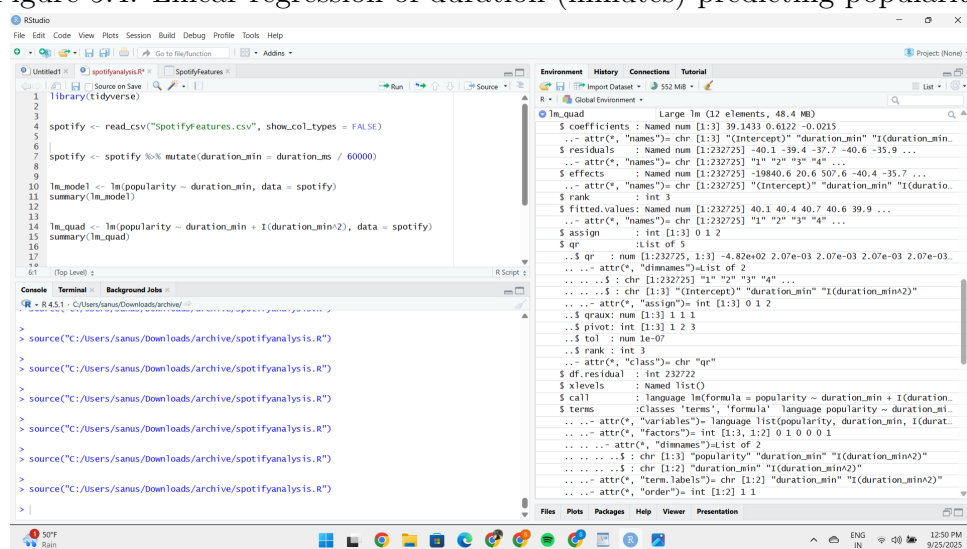 Figure 3.4: Linear regression of duration (minutes) predicting popularity
RStudio
File Edit Code View Plots Session Build Debug Profile Tools Help
Go to file/function Addins Project: (None)
Untitled1 spotifyanalysis.R* SpotifyFeatures
Source on Save Run Source
1 library(tidyverse)
2
3
4 spotify <- read_csv("SpotifyFeatures.csv", show_col_types = FALSE)
5
6
7 spotify <- spotify %>% mutate(duration_min = duration_ms / 60000)
8
9
10 lm_model <- lm(popularity ~ duration_min, data = spotify)
11 summary(lm_model)
12
13
14 lm_quad <- lm(popularity ~ duration_min + I(duration_min^2), data = spotify)
15 summary(lm_quad)
16
17
18
6:1 (Top Level) R Script
Console Terminal Background Jobs
R 4.5.1 · C:/Users/sanus/Downloads/archive/
> source("C:/Users/sanus/Downloads/archive/spotifyanalysis.R")
>
> source("C:/Users/sanus/Downloads/archive/spotifyanalysis.R")
>
> source("C:/Users/sanus/Downloads/archive/spotifyanalysis.R")
>
> source("C:/Users/sanus/Downloads/archive/spotifyanalysis.R")
>
> source("C:/Users/sanus/Downloads/archive/spotifyanalysis.R")
>
> source("C:/Users/sanus/Downloads/archive/spotifyanalysis.R")
>
> source("C:/Users/sanus/Downloads/archive/spotifyanalysis.R")
>
Environment History Connections Tutorial
Import Dataset 552 MiB List
R Global Environment
lm_quad Large lm (12 elements, 48.4 MB)
$ coefficients : Named num [1:3] 39.1433 0.6122 -0.0215
..- attr(*, "names")= chr [1:3] "(Intercept)" "duration_min" "I(duration_min…
$ residuals : Named num [1:232725] -40.1 -39.4 -37.7 -40.6 -35.9 ...
..- attr(*, "names")= chr [1:232725] "1" "2" "3" "4" ...
$ effects : Named num [1:232725] -19840.6 20.6 507.6 -40.4 -35.7 ...
..- attr(*, "names")= chr [1:232725] "(Intercept)" "duration_min" "I(duratio…
$ rank : int 3
$ fitted.values: Named num [1:232725] 40.1 40.4 40.7 40.6 39.9 ...
..- attr(*, "names")= chr [1:232725] "1" "2" "3" "4" ...
$ assign : int [1:3] 0 1 2
$ qr :List of 5
..$ qr : num [1:232725, 1:3] -4.82e+02 2.07e-03 2.07e-03 2.07e-03 2.07e-03…
.. ..- attr(*, "dimnames")=List of 2
.. .. ..$ : chr [1:232725] "1" "2" "3" "4" ...
.. .. ..$ : chr [1:3] "(Intercept)" "duration_min" "I(duration_min^2)"
.. ..- attr(*, "assign")= int [1:3] 0 1 2
..$ qraux: num [1:3] 1 1 1
..$ pivot: int [1:3] 1 2 3
..$ tol : num 1e-07
..$ rank : int 3
..- attr(*, "class")= chr "qr"
$ df.residual : int 232722
$ xlevels : Named list()
$ call : language lm(formula = popularity ~ duration_min + I(duration…
$ terms :Classes 'terms', 'formula' language popularity ~ duration_mi…
.. ..- attr(*, "variables")= language list(popularity, duration_min, I(durat…
.. ..- attr(*, "factors")= int [1:3, 1:2] 0 1 0 0 0 1
.. .. ..- attr(*, "dimnames")=List of 2
.. .. .. ..$ : chr [1:3] "popularity" "duration_min" "I(duration_min^2)"
.. .. .. ..$ : chr [1:2] "duration_min" "I(duration_min^2)"
.. ..- attr(*, "term.labels")= chr [1:2] "duration_min" "I(duration_min^2)"
.. ..- attr(*, "order")= int [1:2] 1 1
Files Plots Packages Help Viewer Presentation
50°F
Rain
ENG
IN
12:50 PM
9/25/2025